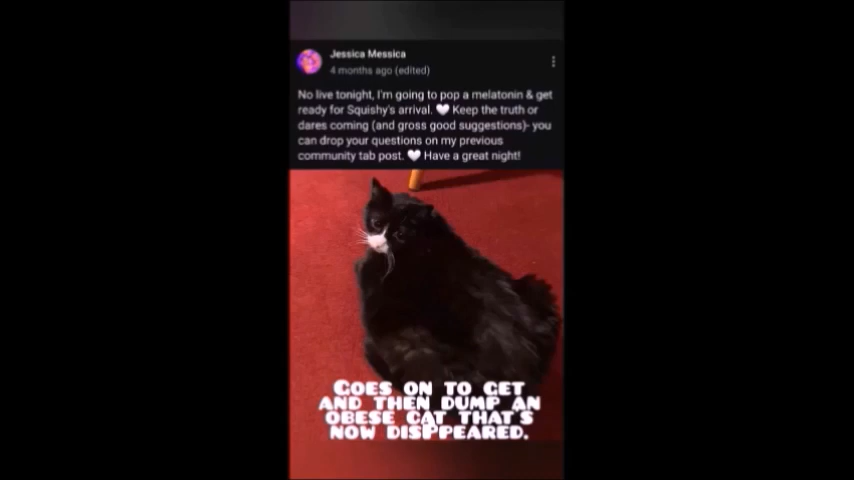 Jessica Messica
4 months ago (edited)
No live tonight, I'm going to pop a melatonin & get
ready for Squishy's arrival. 🤍 Keep the truth or
dares coming (and gross good suggestions)- you
can drop your questions on my previous
community tab post. 🤍 Have a great night!
GOES ON TO GET
AND THEN DUMP AN
OBESE CAT THAT'S
NOW DISPPEARED.